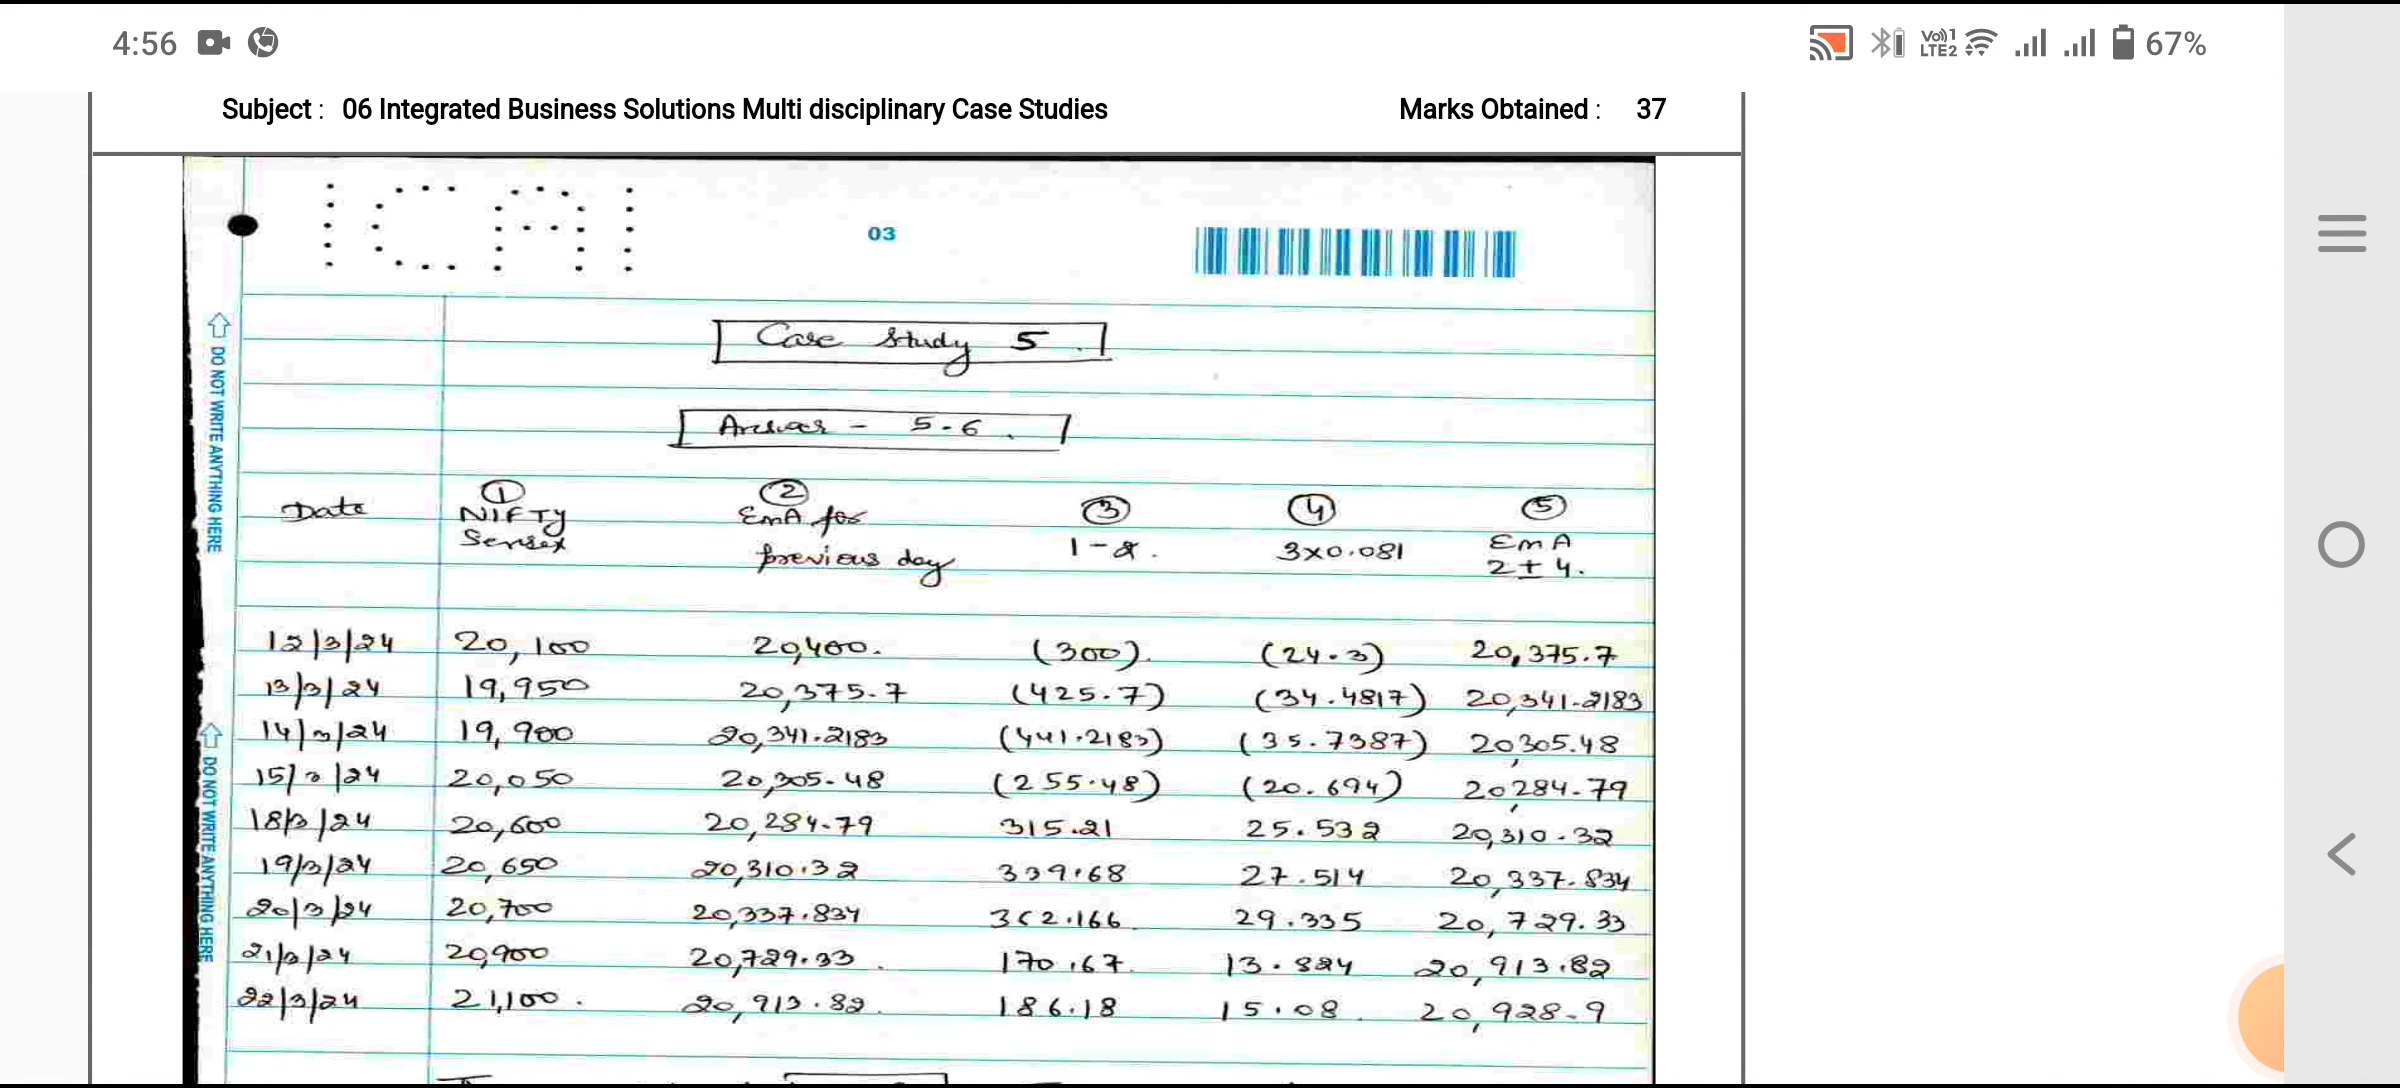 4:56 Vo)) 1 LTE2 67%
Subject : 06 Integrated Business Solutions Multi disciplinary Case Studies Marks Obtained : 37
ICAI
03
Case Study 5.
Answer - 5.6.
① ② ③ ④ ⑤
Date NIFTY Sensex EMA for previous day 1-2. 3x0.081 EMA 2 ± 4.
12/3/24 20,100 20,400. (300). (24.3) 20,375.7
13/3/24 19,950 20,375.7 (425.7) (34.4817) 20,341.2183
14/3/24 19,900 20,341.2183 (441.2183) (35.7387) 20,305.48
15/3/24 20,050 20,305.48 (255.48) (20.694) 20,284.79
18/3/24 20,600 20,284.79 315.21 25.532 20,310.32
19/3/24 20,650 20,310.32 339.68 27.514 20,337.834
20/3/24 20,700 20,337.834 362.166 29.335 20,729.33
21/3/24 20,900 20,729.33. 170.67. 13.824 20,913.82
22/3/24 21,100. 20,913.82. 186.18 15.08. 20,928.9
DO NOT WRITE ANYTHING HERE
DO NOT WRITE ANYTHING HERE